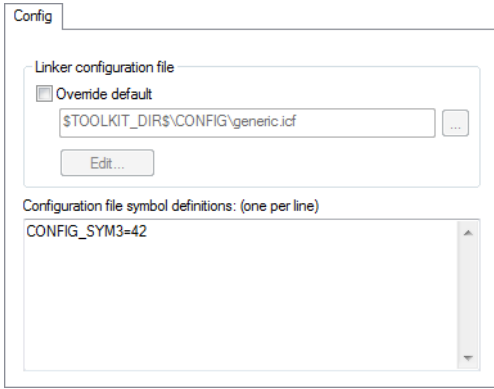 Config
Linker configuration file
Override default
$TOOLKIT_DIR$\CONFIG\generic.icf
...
Edit...
Configuration file symbol definitions: (one per line)
CONFIG_SYM3=42